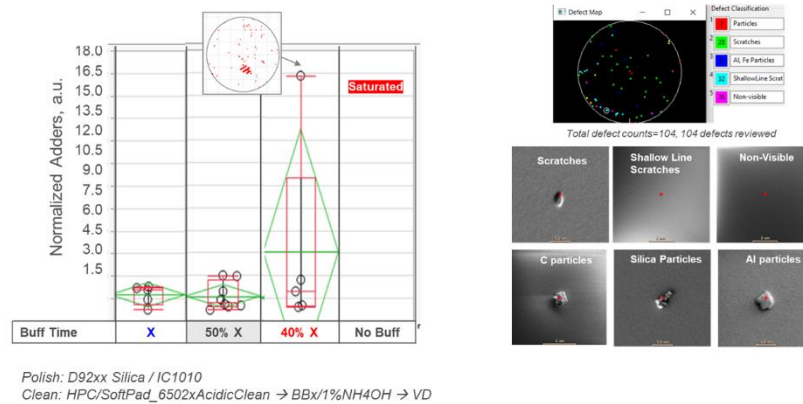 18.0
16.5
15.0
12.0
10.5
9.0
7.5
6.0
4.5
3.0
1.5
Normalized Adders, a.u.
Saturated
Buff Time X 50% X 40% X No Buff
Polish: D92xx Silica / IC1010
Clean: HPC/SoftPad_6502xAcidicClean → BBx/1%NH4OH → VD
Defect Map
Defect Classification
1 Particles
2 Scratches
3 Al, Fe Particles
4 32 ShallowLine Scrat
5 Non-visible
Total defect counts=104, 104 defects reviewed
Scratches
Shallow Line Scratches
Non-Visible
C particles
Silica Particles
Al particles